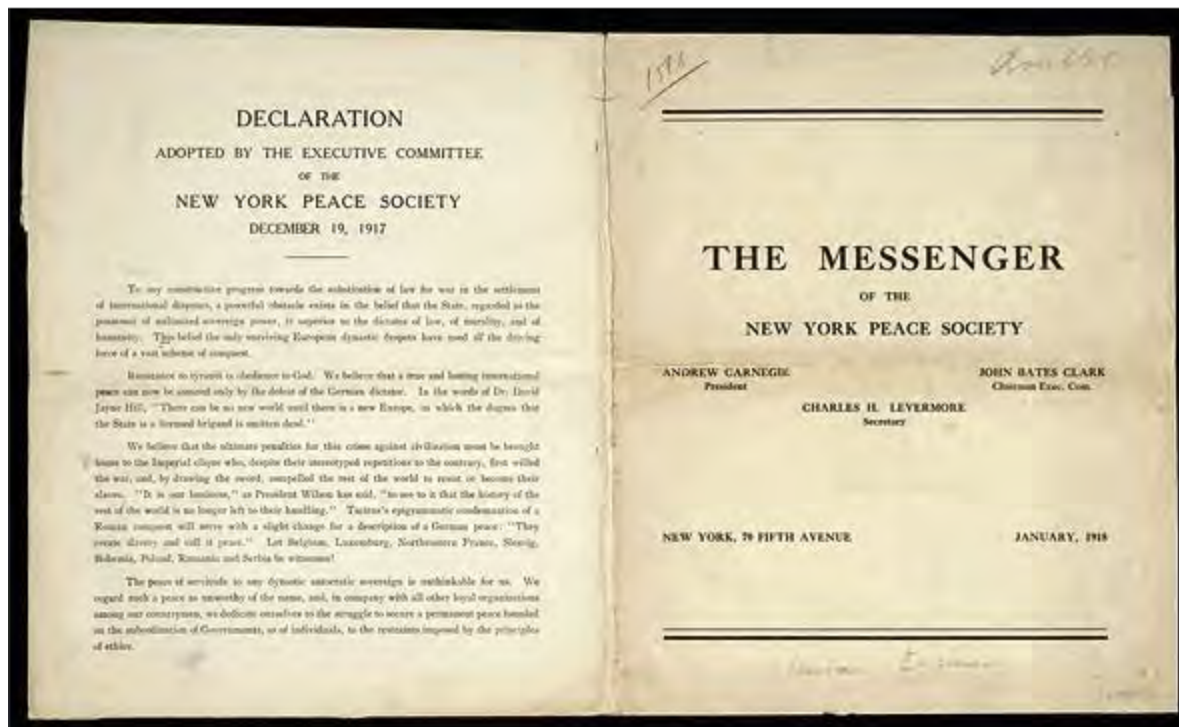 DECLARATION
ADOPTED BY THE EXECUTIVE COMMITTEE
OF THE
NEW YORK PEACE SOCIETY
DECEMBER 19, 1917
To any constructive progress towards the substitution of law for war in the settlement
of international disputes, a powerful obstacle exists in the belief that the State, regarded as the
possessor of unlimited sovereign power, is superior to the dictates of law, of morality, and of
humanity. This belief the only surviving European dynastic despots have used as the driving
force of a vast scheme of conquest.
Resistance to tyrants is obedience to God. We believe that a true and lasting international
peace can now be assured only by the defeat of the German dictator. In the words of Dr. David
Jayne Hill, "There can be no new world until there is a new Europe, in which the dogma that
the State is a licensed brigand is smitten dead."
We believe that the ultimate penalties for this crime against civilization must be brought
home to the Imperial clique who, despite their stereotyped repetitions to the contrary, first willed
the war, and, by drawing the sword, compelled the rest of the world to resist or become their
slaves. "It is our business," as President Wilson has said, "to see to it that the history of the
rest of the world is no longer left to their handling." Tacitus's epigrammatic condemnation of a
Roman conquest will serve with a slight change for a description of a German peace: "They
create slavery and call it peace." Let Belgium, Luxemburg, Northeastern France, Slesvig,
Bohemia, Poland, Romania and Serbia be witnesses!
The peace of servitude to any dynastic autocratic sovereign is unthinkable for us. We
regard such a peace as unworthy of the name, and, in company with all other loyal organizations
among our countrymen, we dedicate ourselves to the struggle to secure a permanent peace founded
on the subordination of Governments, as of individuals, to the restraints imposed by the principles
of ethics.
THE MESSENGER
OF THE
NEW YORK PEACE SOCIETY
ANDREW CARNEGIE JOHN BATES CLARK
President Chairman Exec. Com.
CHARLES H. LEVERMORE
Secretary
NEW YORK, 70 FIFTH AVENUE JANUARY, 1918